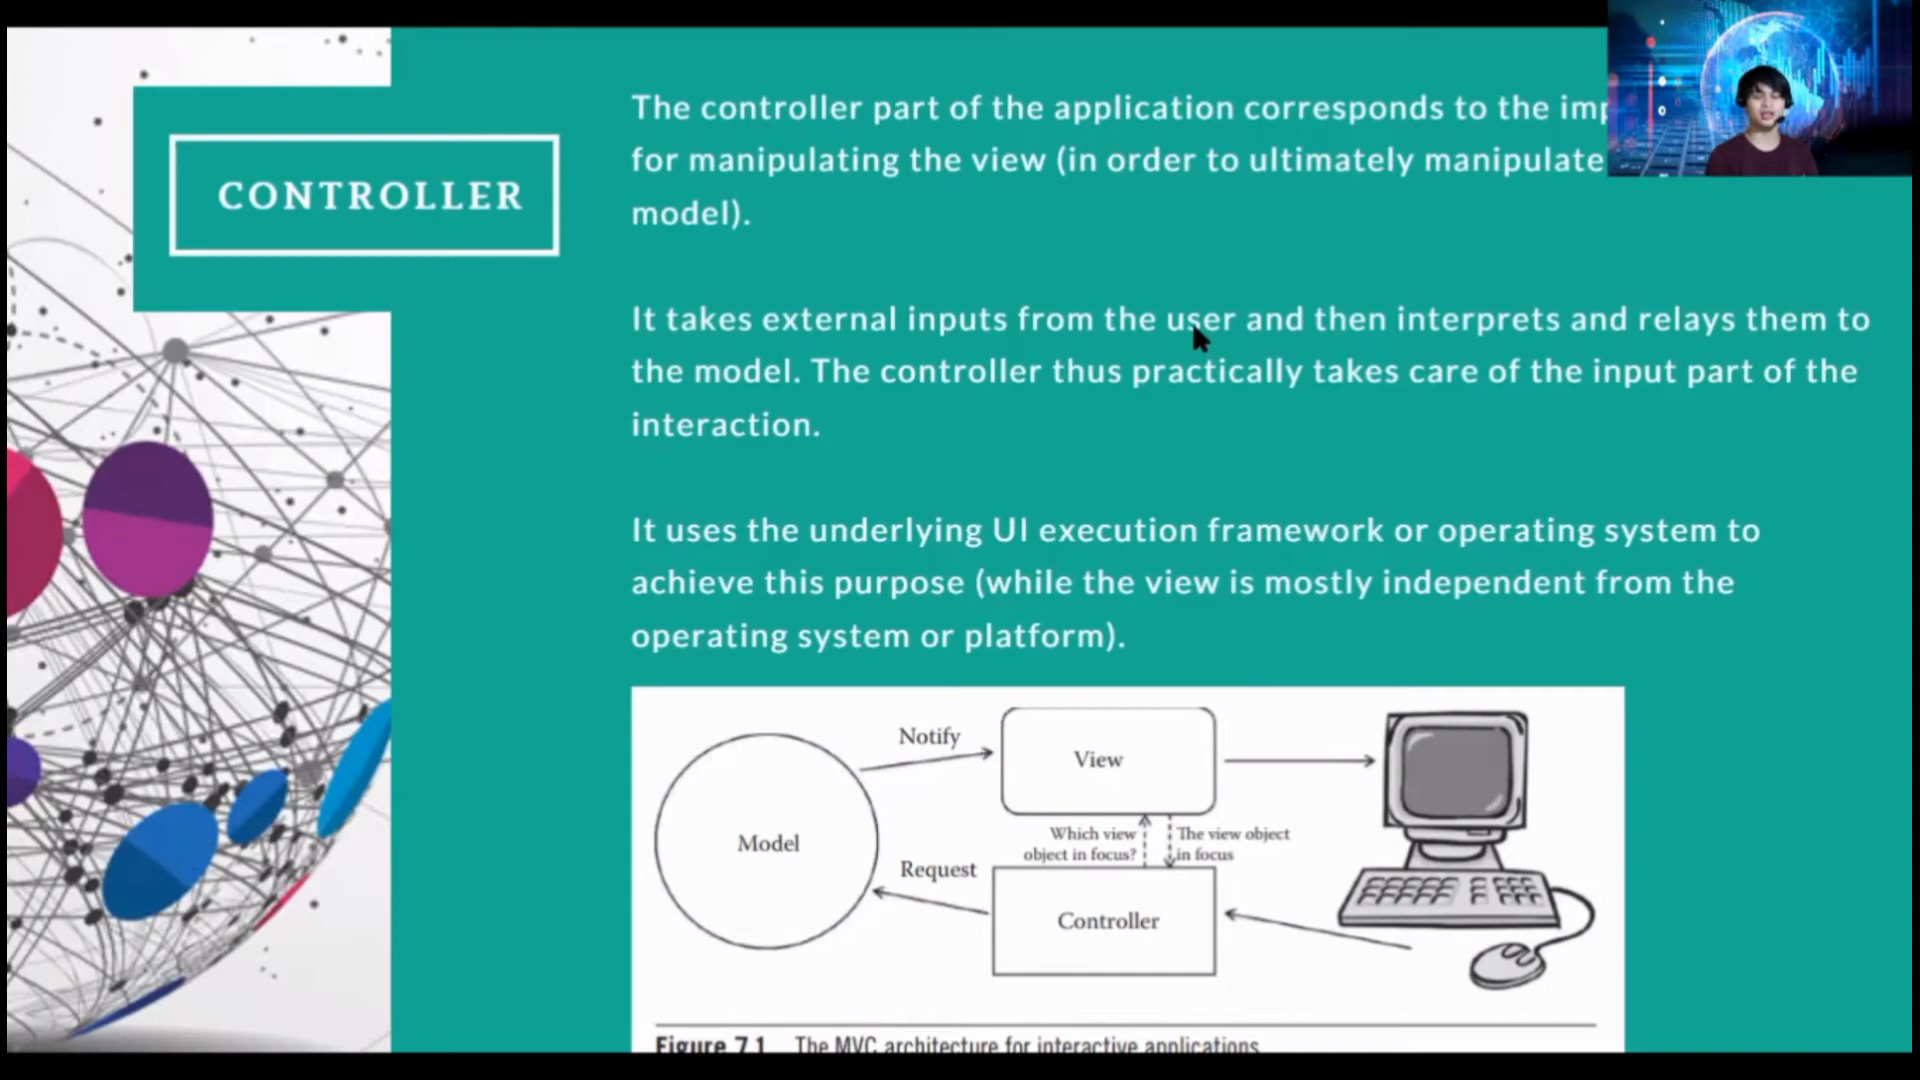 CONTROLLER
The controller part of the application corresponds to the
for manipulating the view (in order to ultimately manipulate
model).
It takes external inputs from the user and then interprets and relays them to
the model. The controller thus practically takes care of the input part of the
interaction.
It uses the underlying UI execution framework or operating system to
achieve this purpose (while the view is mostly independent from the
operating system or platform).
Notify
View
Model
Which view
object in focus?
The view object
in focus
Request
Controller
Figure 7.1 The MVC architecture for interactive applications